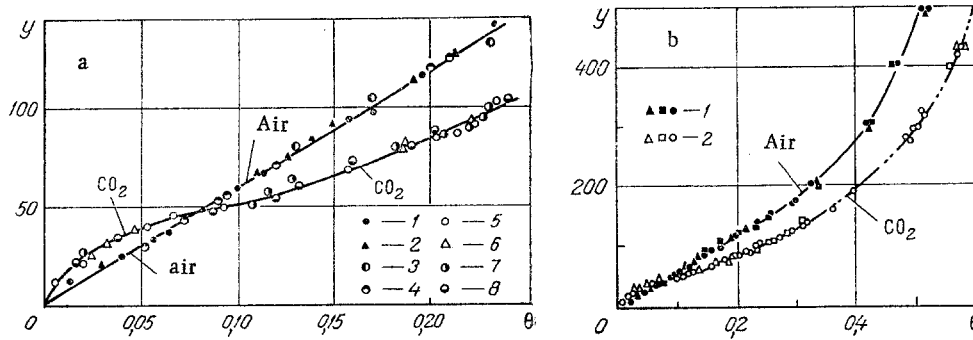 y
a
100
50
0
Air
CO₂
air
CO₂
— 1
— 2
— 3
— 4
— 5
— 6
— 7
— 8
0
0,05
0,10
0,15
0,20
θ
y
b
400
200
0
— 1
— 2
Air
CO₂
0,2
0,4